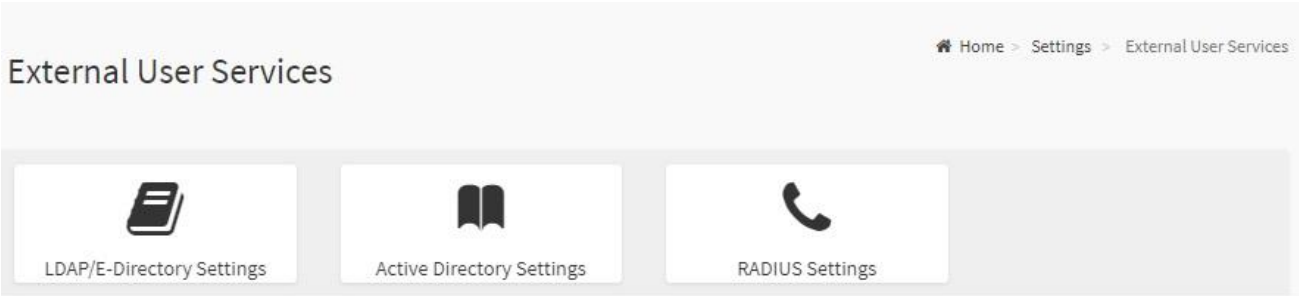 Home > Settings > External User Services
External User Services
LDAP/E-Directory Settings
Active Directory Settings
RADIUS Settings